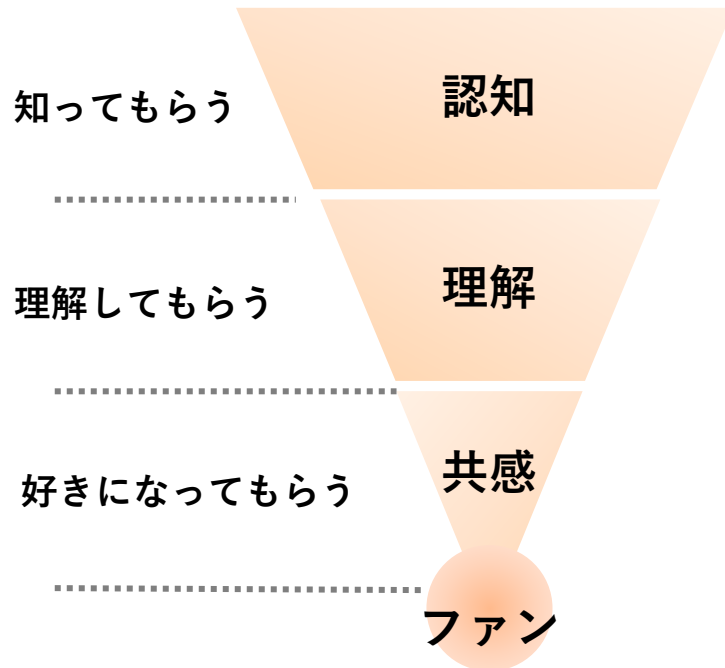 知ってもらう
認知
理解してもらう
理解
好きになってもらう
共感
ファン